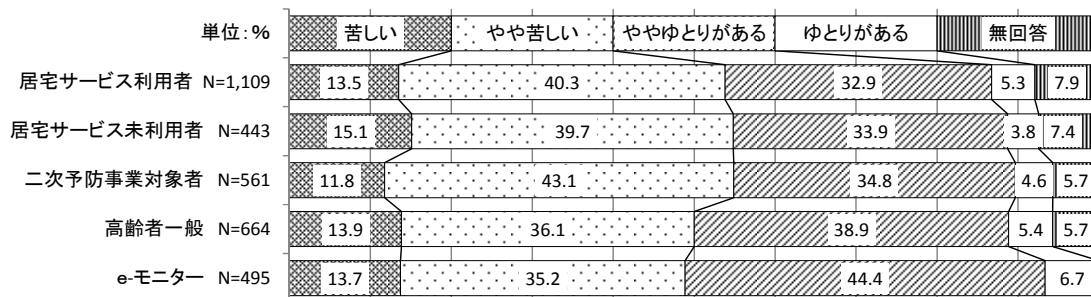 単位：％ 苦しい やや苦しい ややゆとりがある ゆとりがある 無回答
居宅サービス利用者 N=1,109 13.5 40.3 32.9 5.3 7.9
居宅サービス未利用者 N=443 15.1 39.7 33.9 3.8 7.4
二次予防事業対象者 N=561 11.8 43.1 34.8 4.6 5.7
高齢者一般 N=664 13.9 36.1 38.9 5.4 5.7
e-モニター N=495 13.7 35.2 44.4 6.7